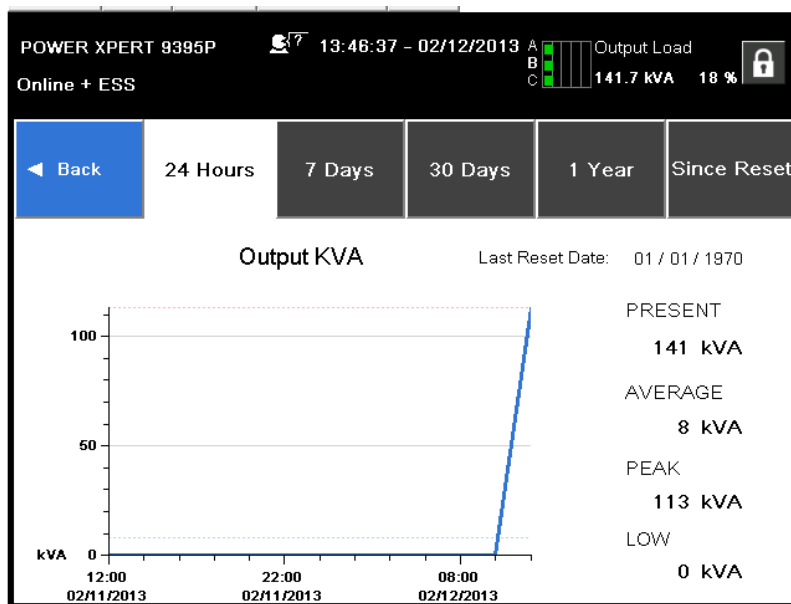 POWER XPERT 9395P
? 13:46:37 - 02/12/2013
Online + ESS
A
B
C
Output Load
141.7 kVA 18 %
Back
24 Hours
7 Days
30 Days
1 Year
Since Reset
Output KVA
Last Reset Date: 01 / 01 / 1970
100
50
kVA 0
12:00
02/11/2013
22:00
02/11/2013
08:00
02/12/2013
PRESENT
141 kVA
AVERAGE
8 kVA
PEAK
113 kVA
LOW
0 kVA